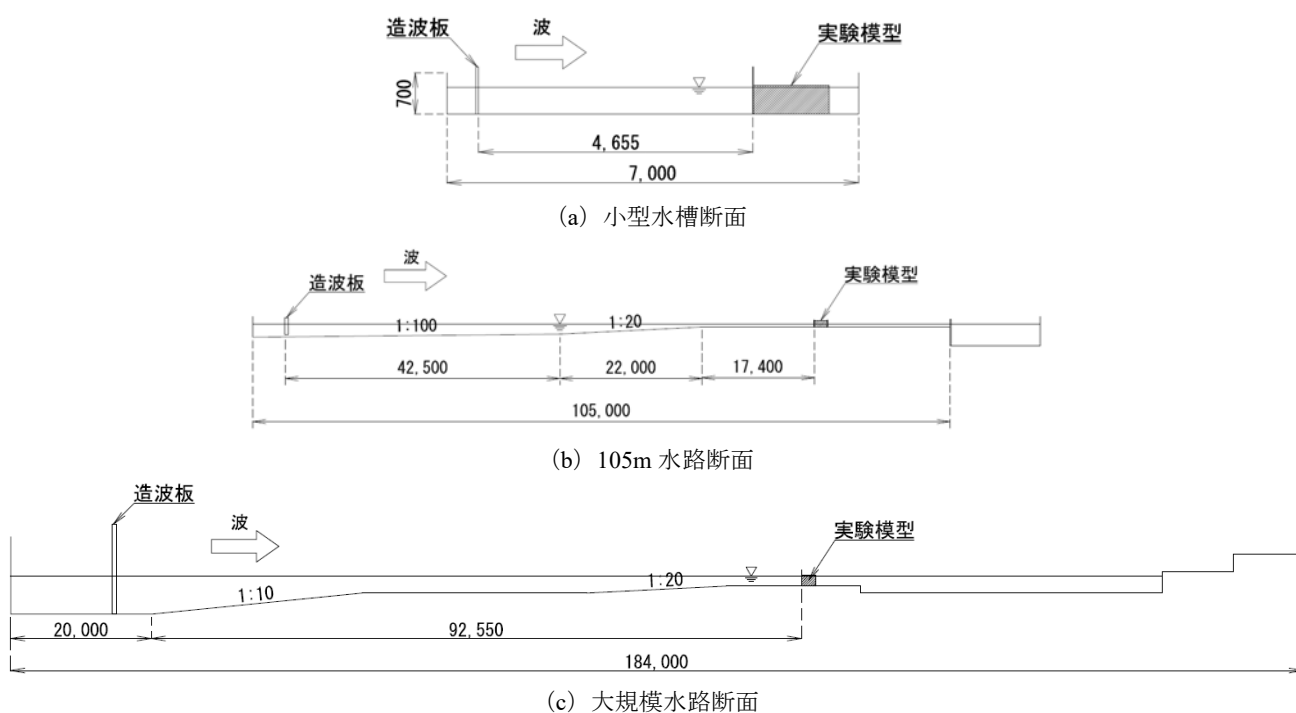 造波板
波
実験模型
700
4,655
7,000
(a) 小型水槽断面
波
造波板
実験模型
1:100
1:20
42,500
22,000
17,400
105,000
(b) 105m 水路断面
造波板
波
実験模型
1:10
1:20
20,000
92,550
184,000
(c) 大規模水路断面